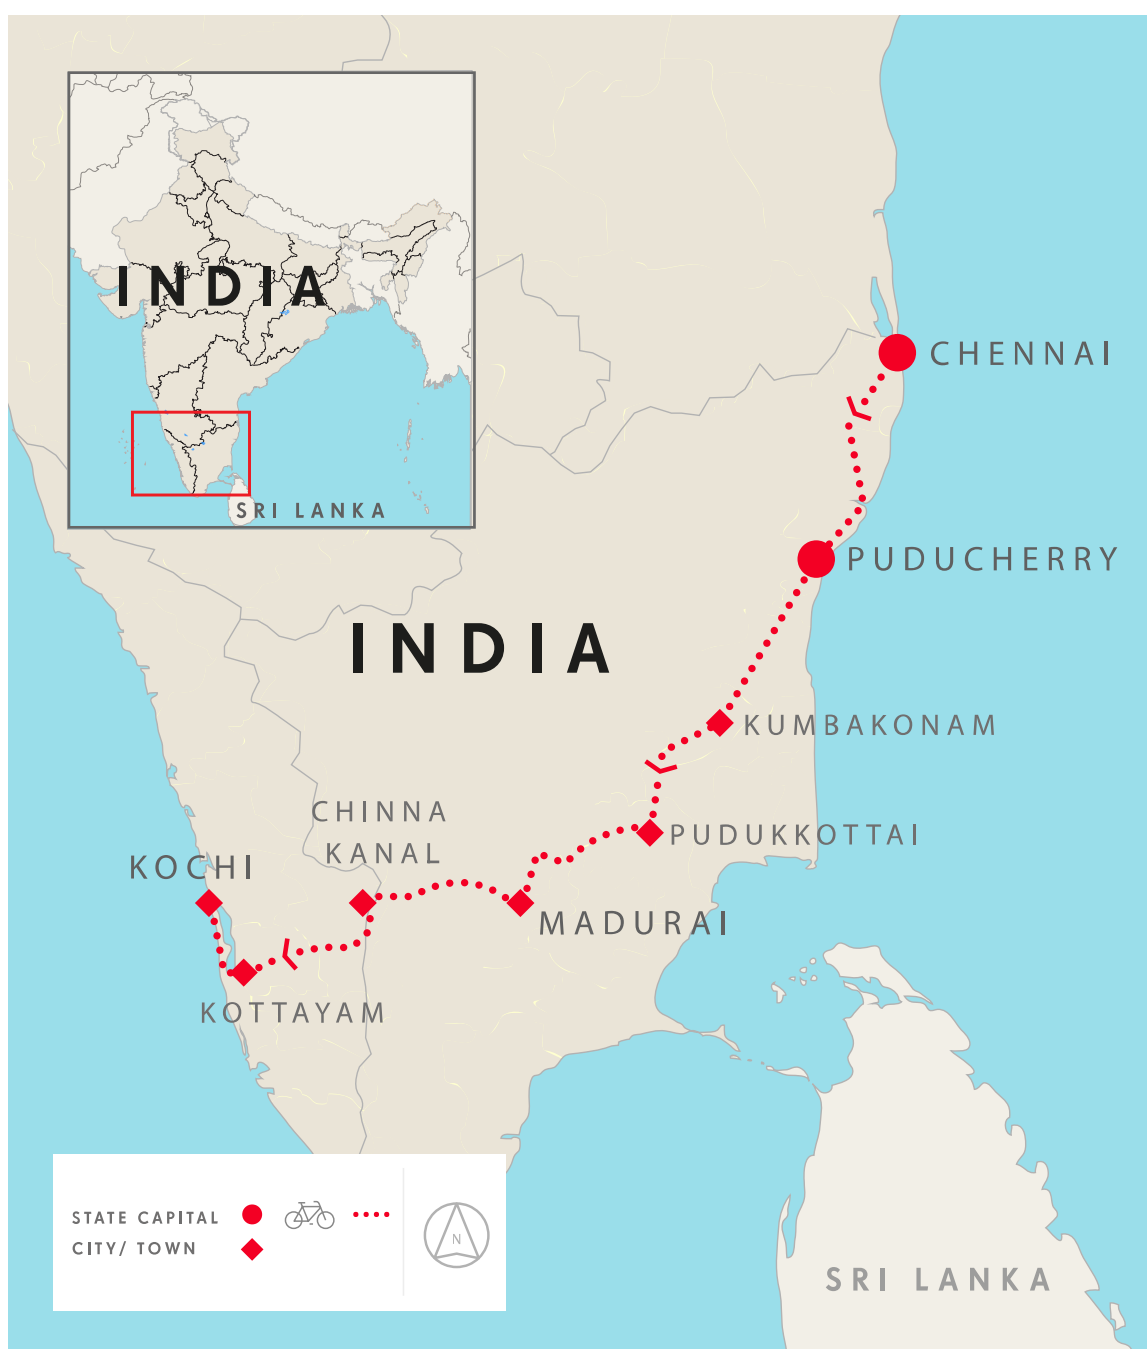 INDIA
SRI LANKA
CHENNAI
PUDUCHERRY
INDIA
KUMBAKONAM
CHINNA
KANAL
PUDUKKOTTAI
KOCHI
MADURAI
KOTTAYAM
STATE CAPITAL
CITY/ TOWN
N
SRI LANKA